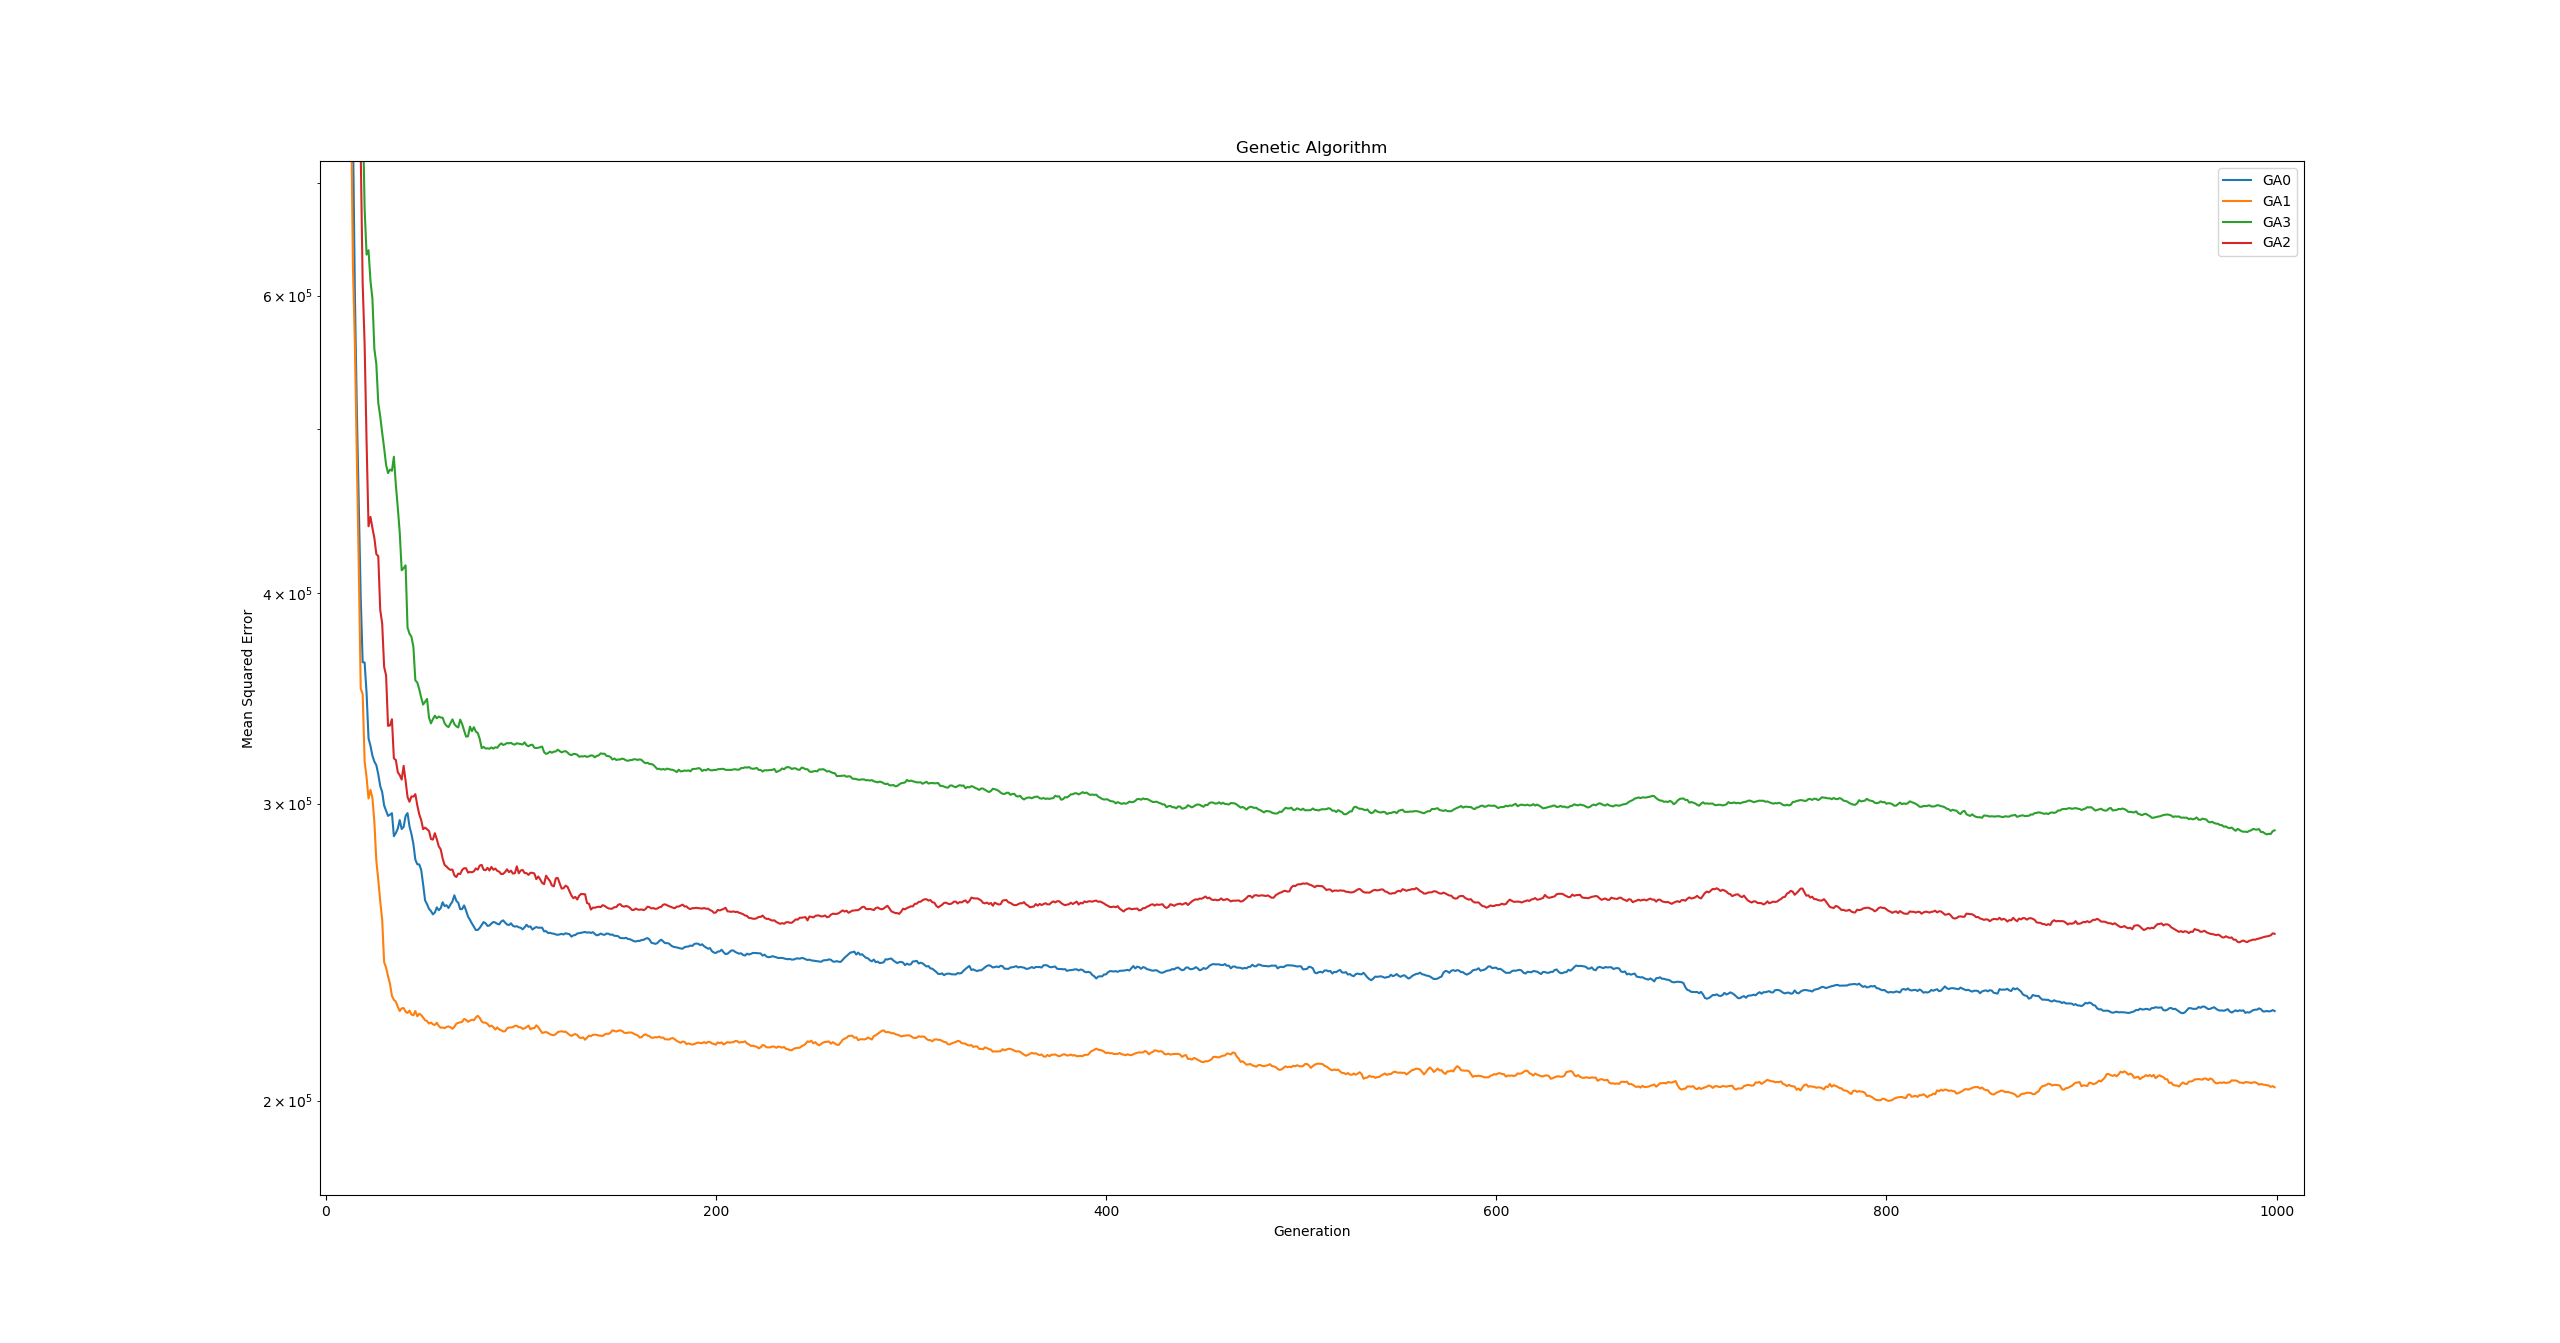 Genetic Algorithm
GA0
GA1
GA3
GA2
6 × 10⁵
4 × 10⁵
3 × 10⁵
2 × 10⁵
Mean Squared Error
0 200 400 600 800 1000
Generation